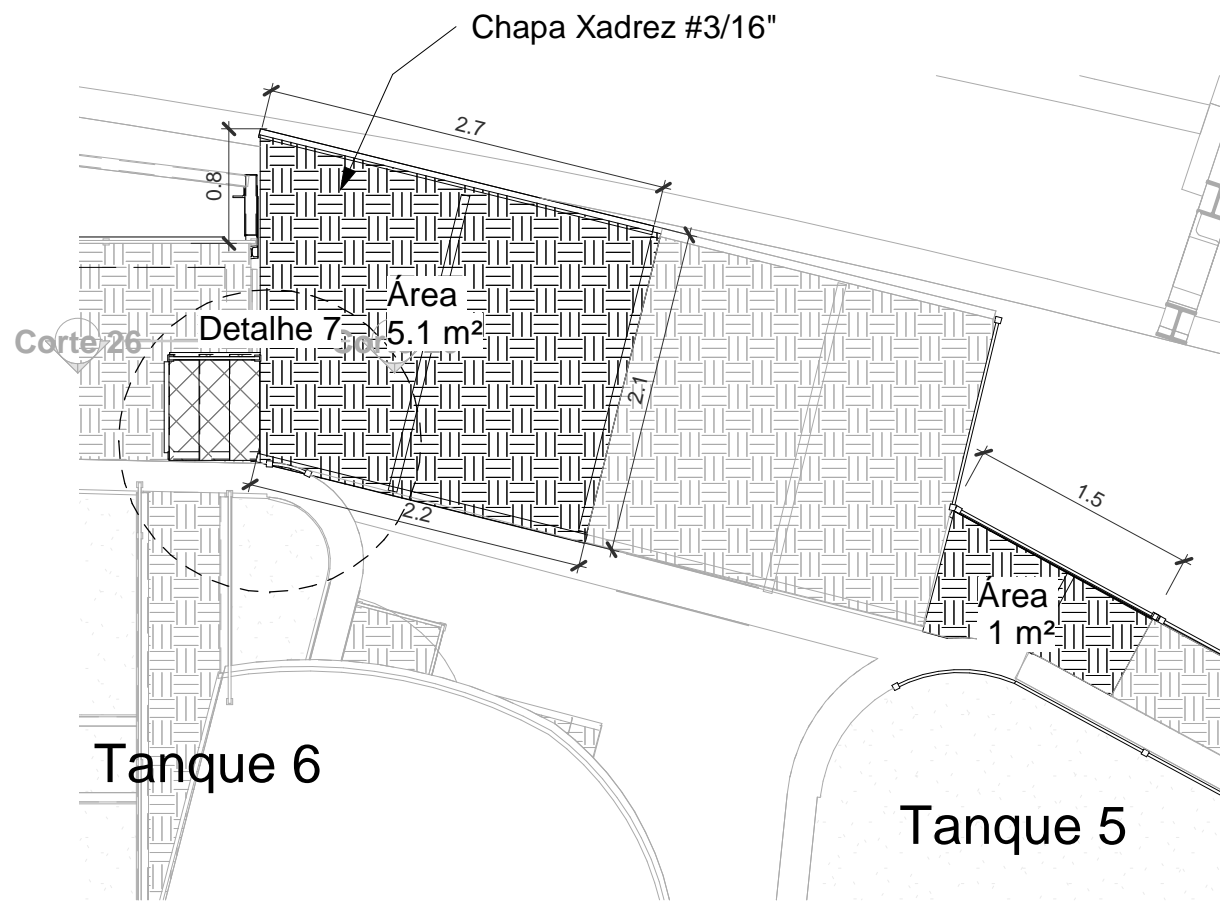 Chapa Xadrez #3/16"
2.7
0.8
Área
5.1 m²
Detalhe 7
Corte 26
2.1
2.2
1.5
Área
1 m²
Tanque 6
Tanque 5